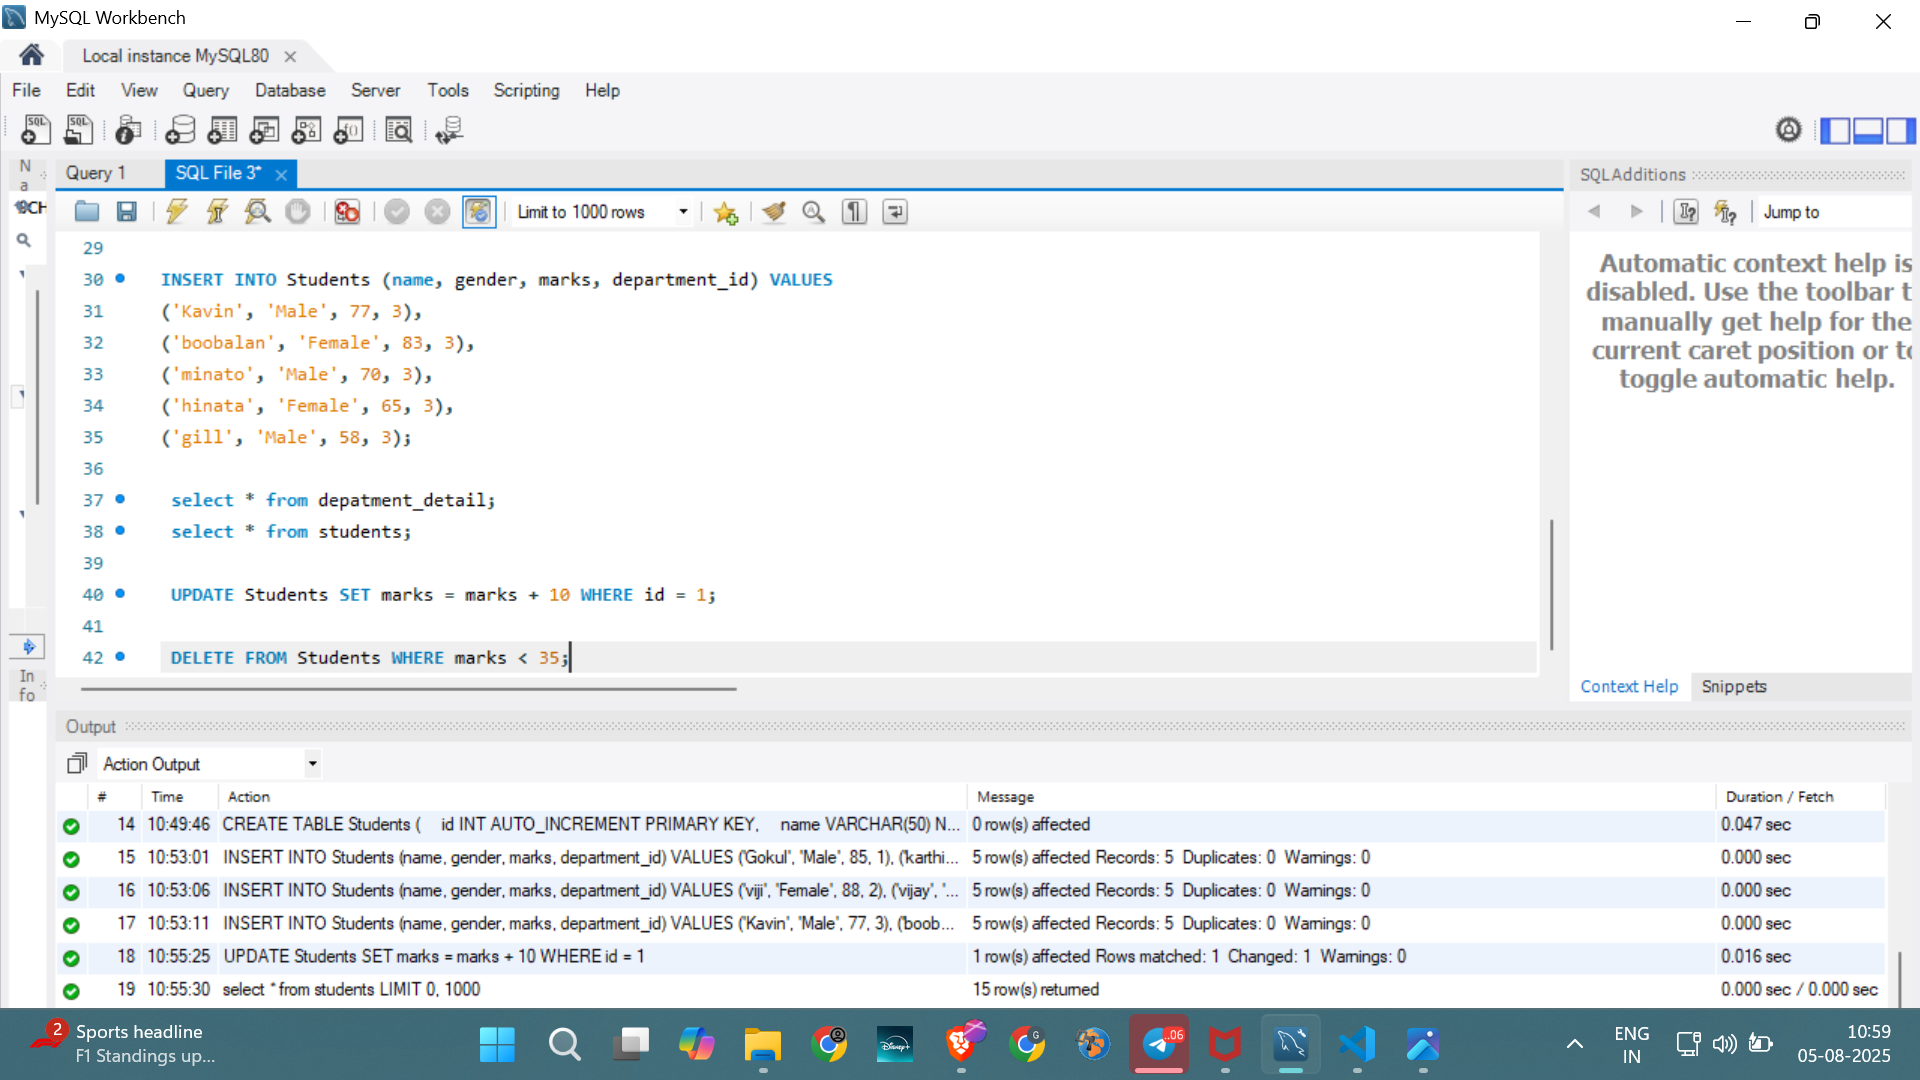 MySQL Workbench
Local instance MySQL80
File Edit View Query Database Server Tools Scripting Help
N
a
SCH
Query 1
SQL File 3*
SQLAdditions
Limit to 1000 rows
Jump to
29
30 INSERT INTO Students (name, gender, marks, department_id) VALUES
31 ('Kavin', 'Male', 77, 3),
32 ('boobalan', 'Female', 83, 3),
33 ('minato', 'Male', 70, 3),
34 ('hinata', 'Female', 65, 3),
35 ('gill', 'Male', 58, 3);
36
37 select * from depatment_detail;
38 select * from students;
39
40 UPDATE Students SET marks = marks + 10 WHERE id = 1;
41
42 DELETE FROM Students WHERE marks < 35;
Automatic context help is
disabled. Use the toolbar t
manually get help for the
current caret position or to
toggle automatic help.
In
fo
Context Help Snippets
Output
Action Output
# Time Action Message Duration / Fetch
14 10:49:46 CREATE TABLE Students ( id INT AUTO_INCREMENT PRIMARY KEY, name VARCHAR(50) N... 0 row(s) affected 0.047 sec
15 10:53:01 INSERT INTO Students (name, gender, marks, department_id) VALUES ('Gokul', 'Male', 85, 1), ('karthi... 5 row(s) affected Records: 5 Duplicates: 0 Warnings: 0 0.000 sec
16 10:53:06 INSERT INTO Students (name, gender, marks, department_id) VALUES ('viji', 'Female', 88, 2), ('vijay', '... 5 row(s) affected Records: 5 Duplicates: 0 Warnings: 0 0.000 sec
17 10:53:11 INSERT INTO Students (name, gender, marks, department_id) VALUES ('Kavin', 'Male', 77, 3), ('boob... 5 row(s) affected Records: 5 Duplicates: 0 Warnings: 0 0.000 sec
18 10:55:25 UPDATE Students SET marks = marks + 10 WHERE id = 1 1 row(s) affected Rows matched: 1 Changed: 1 Warnings: 0 0.016 sec
19 10:55:30 select * from students LIMIT 0, 1000 15 row(s) returned 0.000 sec / 0.000 sec
2
Sports headline
F1 Standings up...
Disney+
G
.06
ENG
IN
10:59
05-08-2025